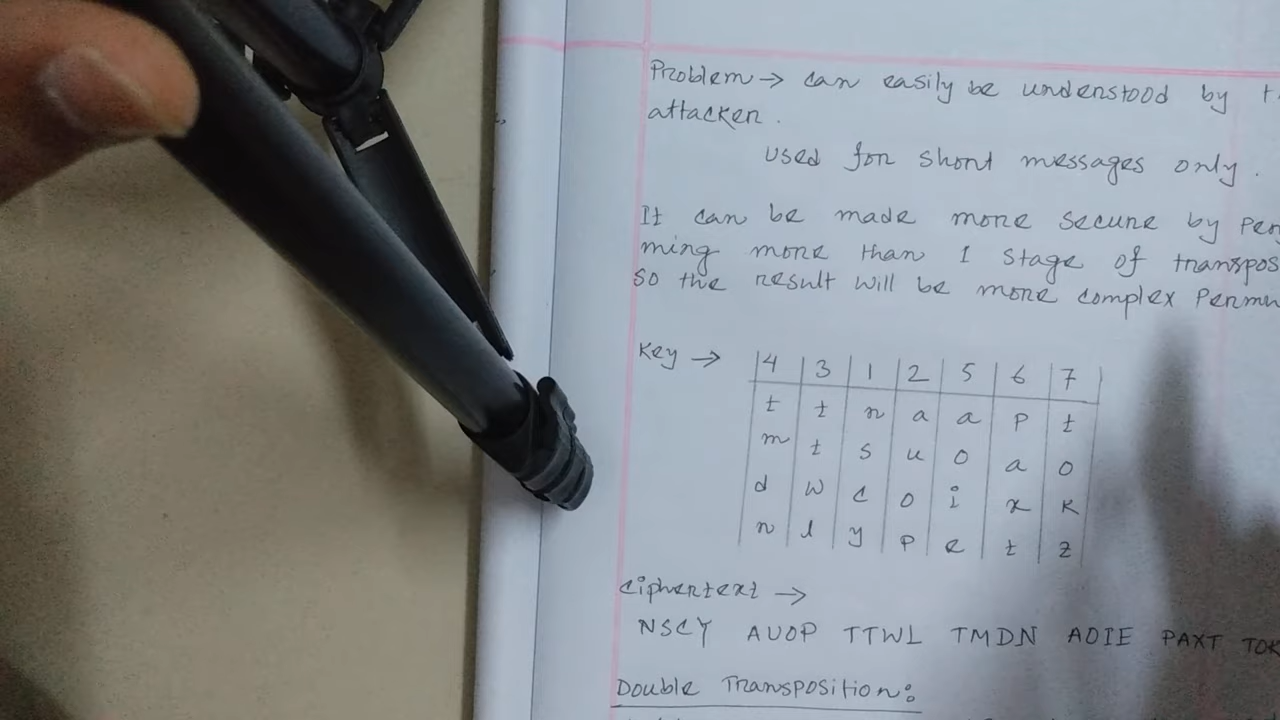 Problem → can easily be understood by
attacker.
used for short messages only.
It can be made more secure by
ming more than 1 stage of
so the result will be more complex
Key → 4 3 1 2 5 6 7
t t n a a p t
m t s u o a o
d w c o i x k
n l y p e t z
Ciphertext →
NSCY AUOP TTWL TMDN AOIE PAXT TOK
Double Transposition: